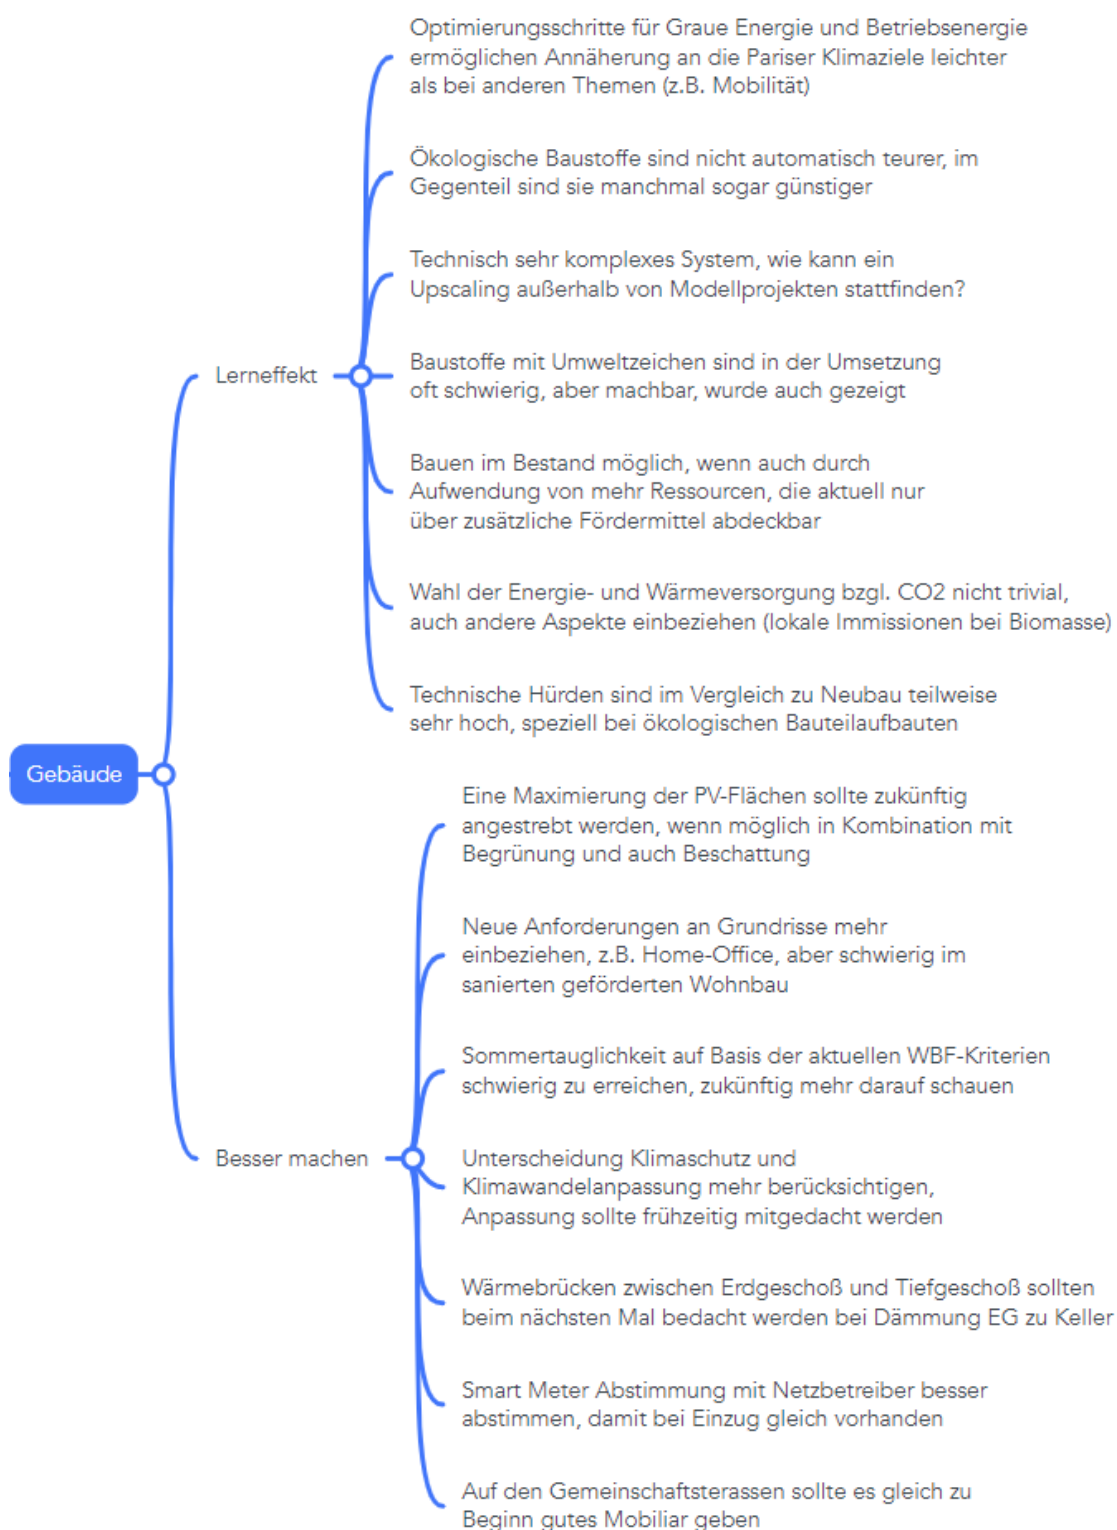 Optimierungsschritte für Graue Energie und Betriebsenergie
ermöglichen Annäherung an die Pariser Klimaziele leichter
als bei anderen Themen (z.B. Mobilität)
Ökologische Baustoffe sind nicht automatisch teurer, im
Gegenteil sind sie manchmal sogar günstiger
Technisch sehr komplexes System, wie kann ein
Upscaling außerhalb von Modellprojekten stattfinden?
Lerneffekt
Baustoffe mit Umweltzeichen sind in der Umsetzung
oft schwierig, aber machbar, wurde auch gezeigt
Bauen im Bestand möglich, wenn auch durch
Aufwendung von mehr Ressourcen, die aktuell nur
über zusätzliche Fördermittel abdeckbar
Wahl der Energie- und Wärmeversorgung bzgl. CO2 nicht trivial,
auch andere Aspekte einbeziehen (lokale Immissionen bei Biomasse)
Technische Hürden sind im Vergleich zu Neubau teilweise
sehr hoch, speziell bei ökologischen Bauteilaufbauten
Gebäude
Eine Maximierung der PV-Flächen sollte zukünftig
angestrebt werden, wenn möglich in Kombination mit
Begrünung und auch Beschattung
Neue Anforderungen an Grundrisse mehr
einbeziehen, z.B. Home-Office, aber schwierig im
sanierten geförderten Wohnbau
Sommertauglichkeit auf Basis der aktuellen WBF-Kriterien
schwierig zu erreichen, zukünftig mehr darauf schauen
Besser machen
Unterscheidung Klimaschutz und
Klimawandelanpassung mehr berücksichtigen,
Anpassung sollte frühzeitig mitgedacht werden
Wärmebrücken zwischen Erdgeschoß und Tiefgeschoß sollten
beim nächsten Mal bedacht werden bei Dämmung EG zu Keller
Smart Meter Abstimmung mit Netzbetreiber besser
abstimmen, damit bei Einzug gleich vorhanden
Auf den Gemeinschaftsterassen sollte es gleich zu
Beginn gutes Mobiliar geben